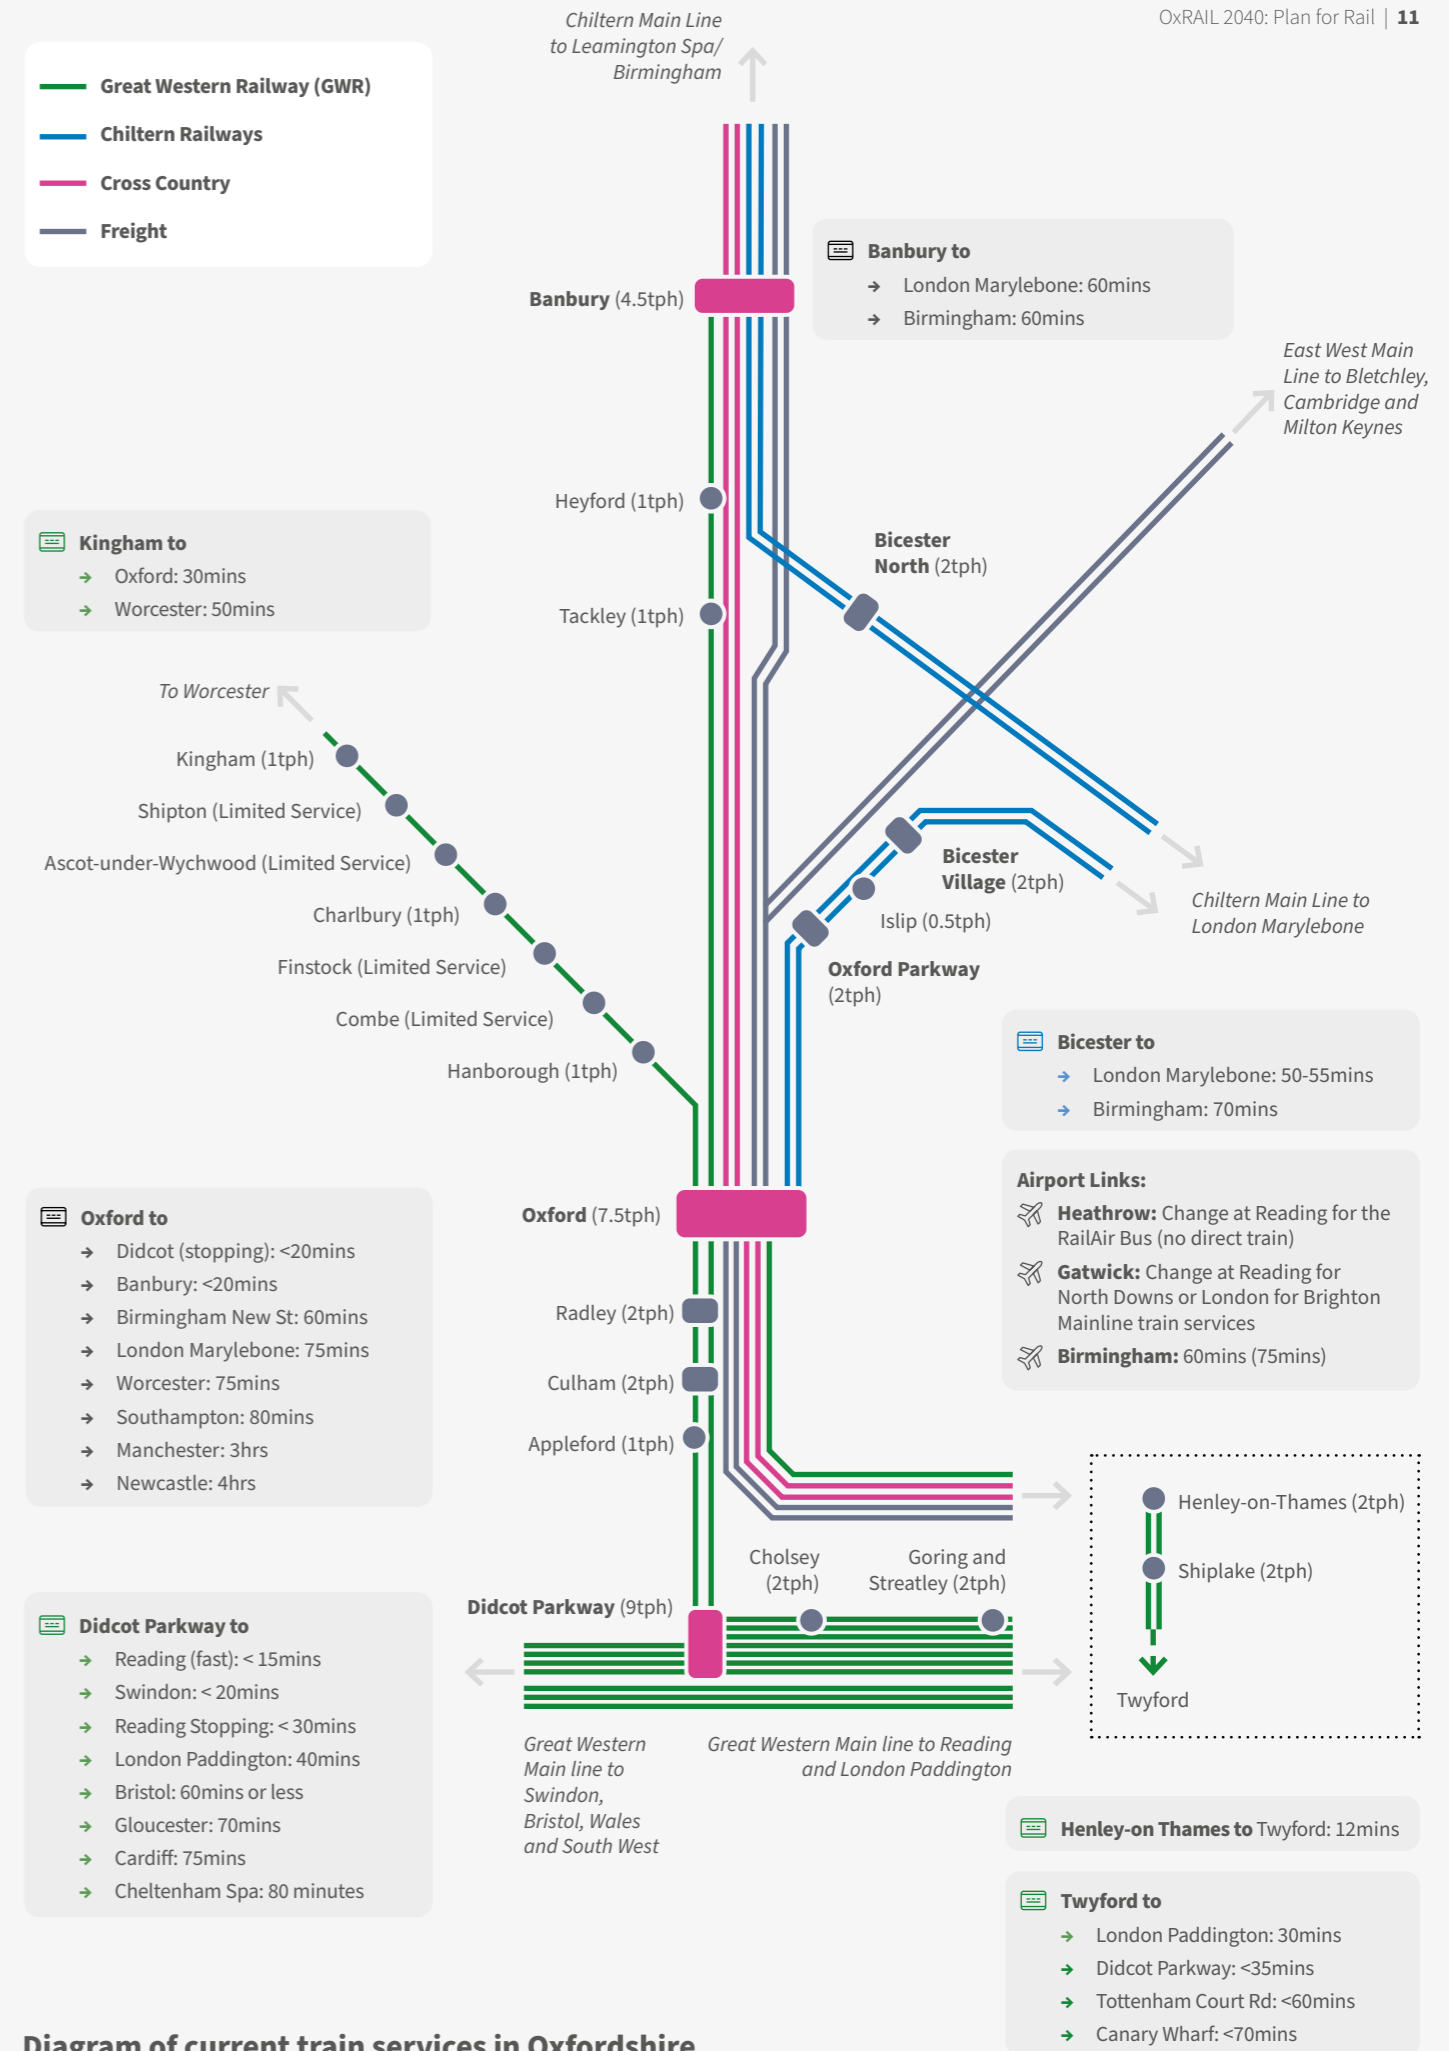 OxRAIL 2040: Plan for Rail | 11
Chiltern Main Line
to Leamington Spa/
Birmingham
Great Western Railway (GWR)
Chiltern Railways
Cross Country
Freight
Banbury to
London Marylebone: 60mins
Birmingham: 60mins
Banbury (4.5tph)
East West Main
Line to Bletchley,
Cambridge and
Milton Keynes
Heyford (1tph)
Bicester
North (2tph)
Kingham to
Oxford: 30mins
Worcester: 50mins
Tackley (1tph)
To Worcester
Kingham (1tph)
Shipton (Limited Service)
Ascot-under-Wychwood (Limited Service)
Charlbury (1tph)
Finstock (Limited Service)
Combe (Limited Service)
Hanborough (1tph)
Bicester
Village (2tph)
Islip (0.5tph)
Oxford Parkway
(2tph)
Chiltern Main Line to
London Marylebone
Bicester to
London Marylebone: 50-55mins
Birmingham: 70mins
Airport Links:
Heathrow: Change at Reading for the
RailAir Bus (no direct train)
Gatwick: Change at Reading for
North Downs or London for Brighton
Mainline train services
Birmingham: 60mins (75mins)
Oxford to
Didcot (stopping): <20mins
Banbury: <20mins
Birmingham New St: 60mins
London Marylebone: 75mins
Worcester: 75mins
Southampton: 80mins
Manchester: 3hrs
Newcastle: 4hrs
Oxford (7.5tph)
Radley (2tph)
Culham (2tph)
Appleford (1tph)
Henley-on-Thames (2tph)
Shiplake (2tph)
Twyford
Cholsey
(2tph)
Goring and
Streatley (2tph)
Didcot Parkway (9tph)
Didcot Parkway to
Reading (fast): < 15mins
Swindon: < 20mins
Reading Stopping: < 30mins
London Paddington: 40mins
Bristol: 60mins or less
Gloucester: 70mins
Cardiff: 75mins
Cheltenham Spa: 80 minutes
Great Western
Main line to
Swindon,
Bristol, Wales
and South West
Great Western Main line to Reading
and London Paddington
Henley-on Thames to Twyford: 12mins
Twyford to
London Paddington: 30mins
Didcot Parkway: <35mins
Tottenham Court Rd: <60mins
Canary Wharf: <70mins
Diagram of current train services in Oxfordshire